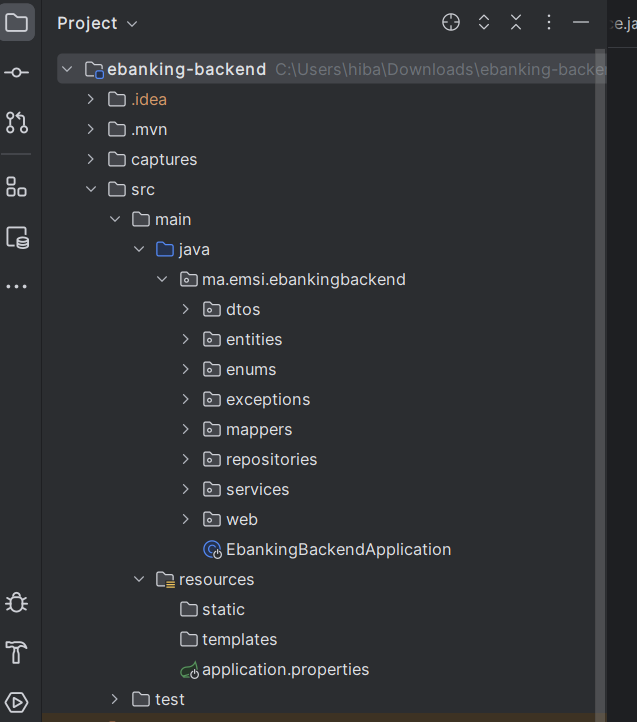 Project
ce.ja
ebanking-backend C:\Users\hiba\Downloads\ebanking-backe
.idea
.mvn
captures
src
main
java
ma.emsi.ebankingbackend
dtos
entities
enums
exceptions
mappers
repositories
services
web
EbankingBackendApplication
resources
static
templates
application.properties
test